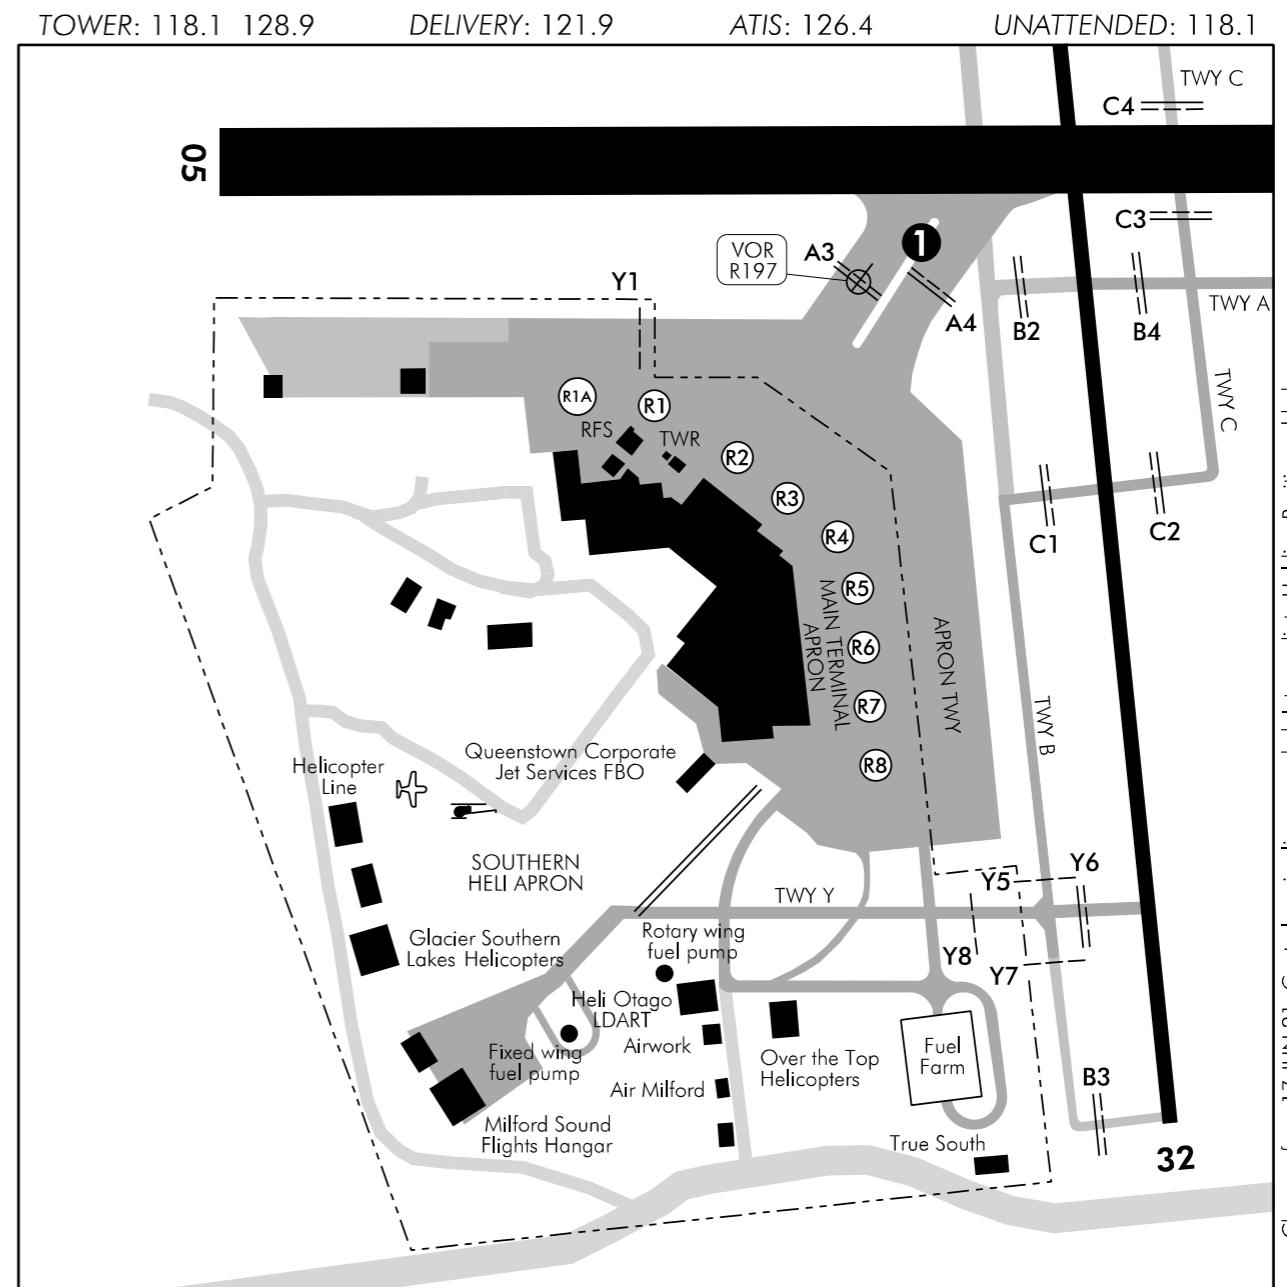 TOWER: 118.1 128.9
DELIVERY: 121.9
ATIS: 126.4
UNATTENDED: 118.1
TWY C
C4
05
C3
1
VOR
R197
A3
Y1
A4
B2
B4
TWY A
R1A
R1
RFS
TWR
R2
R3
R4
R5
R6
R7
R8
TWY C
C1
C2
MAIN TERMINAL
APRON
APRON TWY
TWY B
Queenstown Corporate
Jet Services FBO
Helicopter
Line
SOUTHERN
HELI APRON
TWY Y
Y5
Y6
Y8
Y7
Glacier Southern
Lakes Helicopters
Rotary wing
fuel pump
Heli Otago
LDART
Fixed wing
fuel pump
Airwork
Over the Top
Helicopters
Fuel
Farm
Air Milford
B3
Milford Sound
Flights Hangar
True South
32